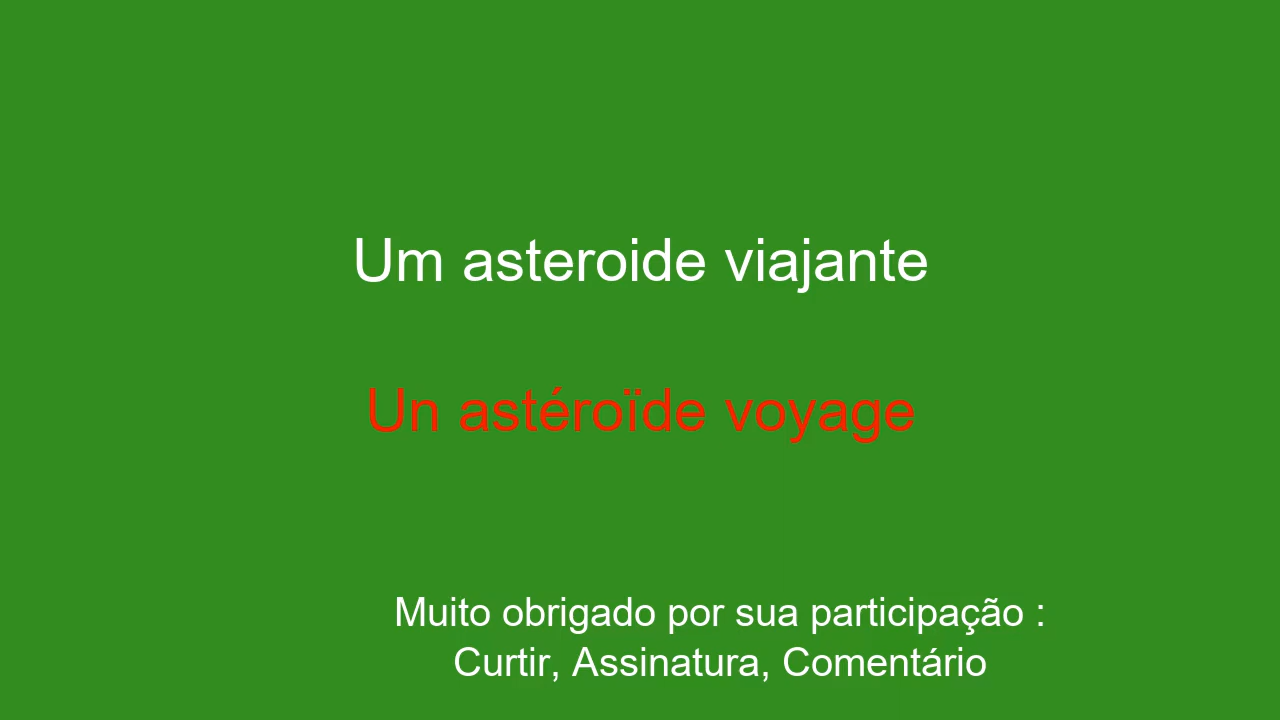 Um asteroide viajante
Un astéroïde voyage
Muito obrigado por sua participação :
Curtir, Assinatura, Comentário